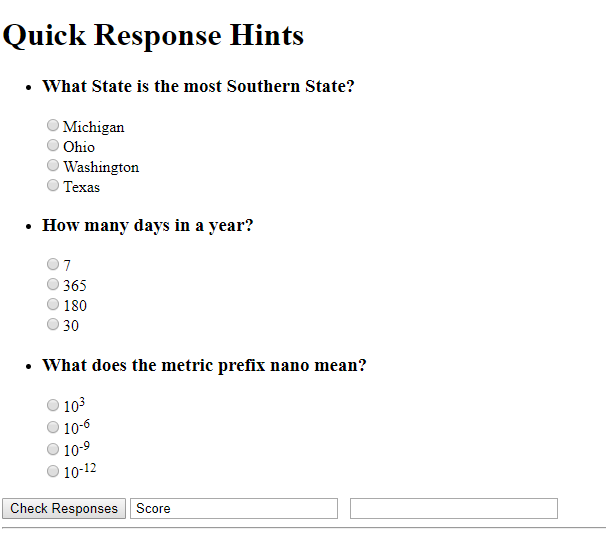 Quick Response Hints
• What State is the most Southern State?
Michigan
Ohio
Washington
Texas
• How many days in a year?
7
365
180
30
• What does the metric prefix nano mean?
10³
10⁻⁶
10⁻⁹
10⁻¹²
Check Responses Score